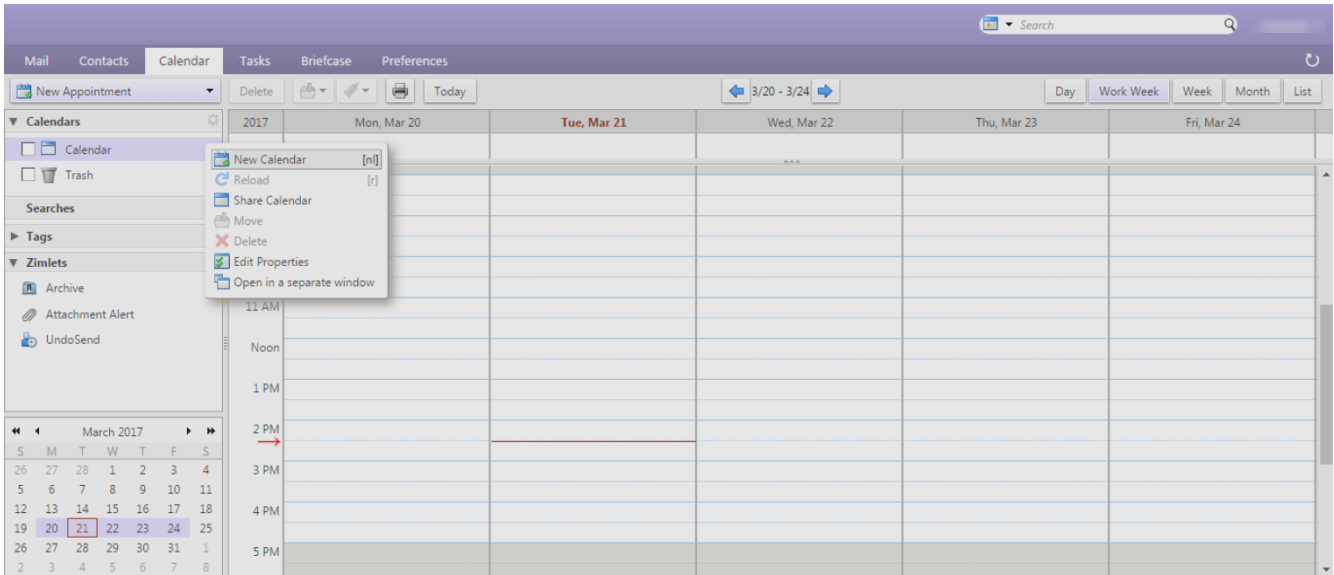 Search
Mail Contacts Calendar Tasks Briefcase Preferences
New Appointment Delete Today 3/20 - 3/24 Day Work Week Week Month List
Calendars
2017 Mon, Mar 20 Tue, Mar 21 Wed, Mar 22 Thu, Mar 23 Fri, Mar 24
Calendar
Trash
Searches
Tags
Zimlets
Archive
Attachment Alert
UndoSend
New Calendar [nl]
Reload [r]
Share Calendar
Move
Delete
Edit Properties
Open in a separate window
11 AM
Noon
1 PM
2 PM
3 PM
4 PM
5 PM
March 2017
S M T W T F S
26 27 28 1 2 3 4
5 6 7 8 9 10 11
12 13 14 15 16 17 18
19 20 21 22 23 24 25
26 27 28 29 30 31 1
2 3 4 5 6 7 8